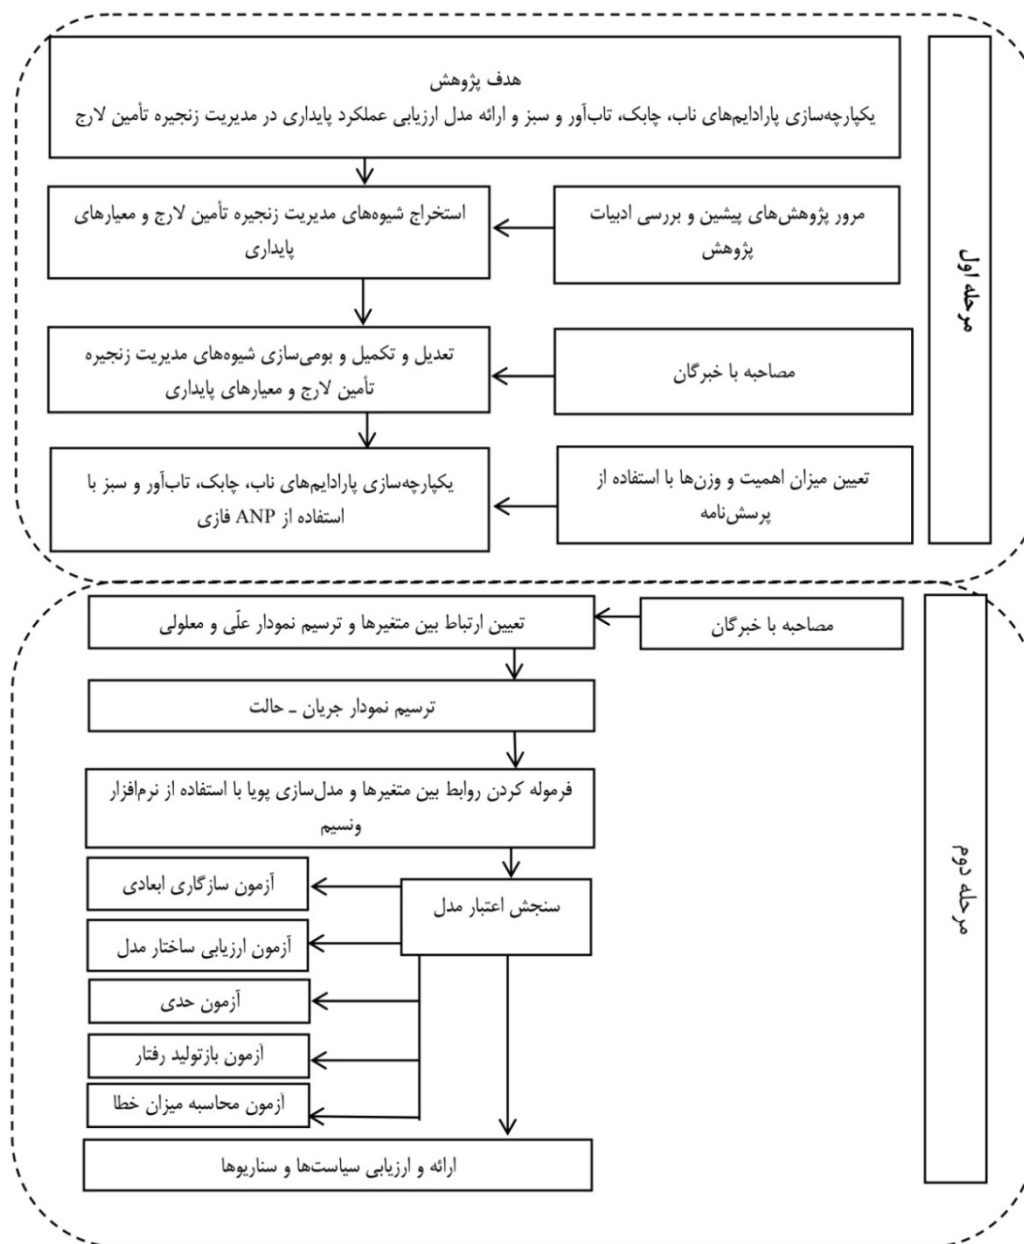 هدف پژوهش
یکپارچه‌سازی پارادایم‌های ناب، چابک، تاب‌آور و سبز و ارائه مدل ارزیابی عملکرد پایداری در مدیریت زنجیره تأمین لارج
مرحله اول
مرور پژوهش‌های پیشین و بررسی ادبیات
پژوهش
استخراج شیوه‌های مدیریت زنجیره تأمین لارج و معیارهای
پایداری
مصاحبه با خبرگان
تعدیل و تکمیل و بومی‌سازی شیوه‌های مدیریت زنجیره
تأمین لارج و معیارهای پایداری
تعیین میزان اهمیت و وزن‌ها با استفاده از
پرسش‌نامه
یکپارچه‌سازی پارادایم‌های ناب، چابک، تاب‌آور و سبز با
استفاده از ANP فازی
مرحله دوم
مصاحبه با خبرگان
تعیین ارتباط بین متغیرها و ترسیم نمودار علّی و معلولی
ترسیم نمودار جریان ـ حالت
فرموله کردن روابط بین متغیرها و مدل‌سازی پویا با استفاده از نرم‌افزار
ونسیم
سنجش اعتبار مدل
آزمون سازگاری ابعادی
آزمون ارزیابی ساختار مدل
آزمون حدی
آزمون بازتولید رفتار
آزمون محاسبه میزان خطا
ارائه و ارزیابی سیاست‌ها و سناریوها